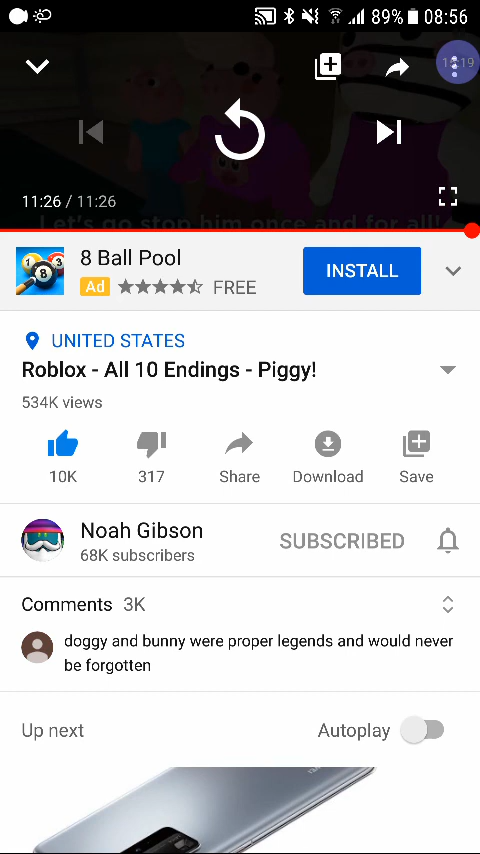 89% 08:56
15:19
11:26 / 11:26
Let's go stop him once and for all!
8 Ball Pool
Ad FREE
INSTALL
UNITED STATES
Roblox - All 10 Endings - Piggy!
534K views
10K 317 Share Download Save
Noah Gibson
68K subscribers
SUBSCRIBED
Comments 3K
doggy and bunny were proper legends and would never
be forgotten
Up next Autoplay